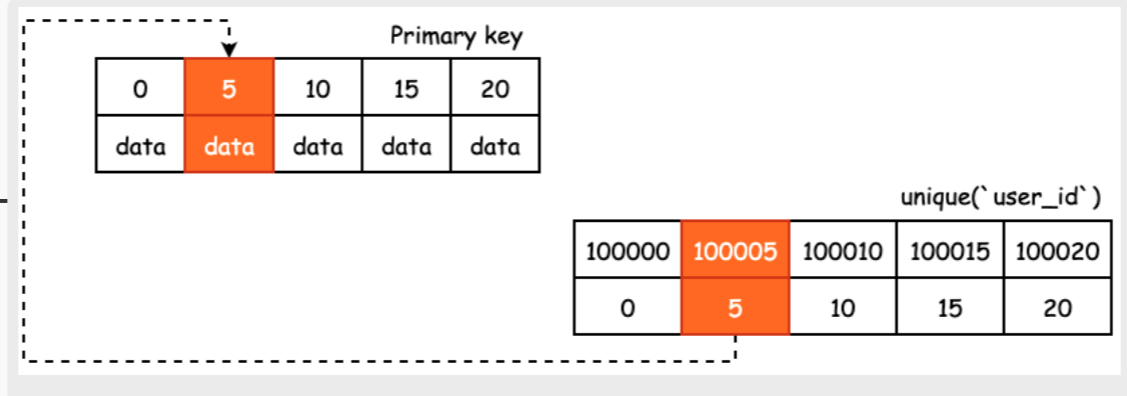 Primary key
0 5 10 15 20
data data data data data
unique(`user_id`)
100000 100005 100010 100015 100020
0 5 10 15 20